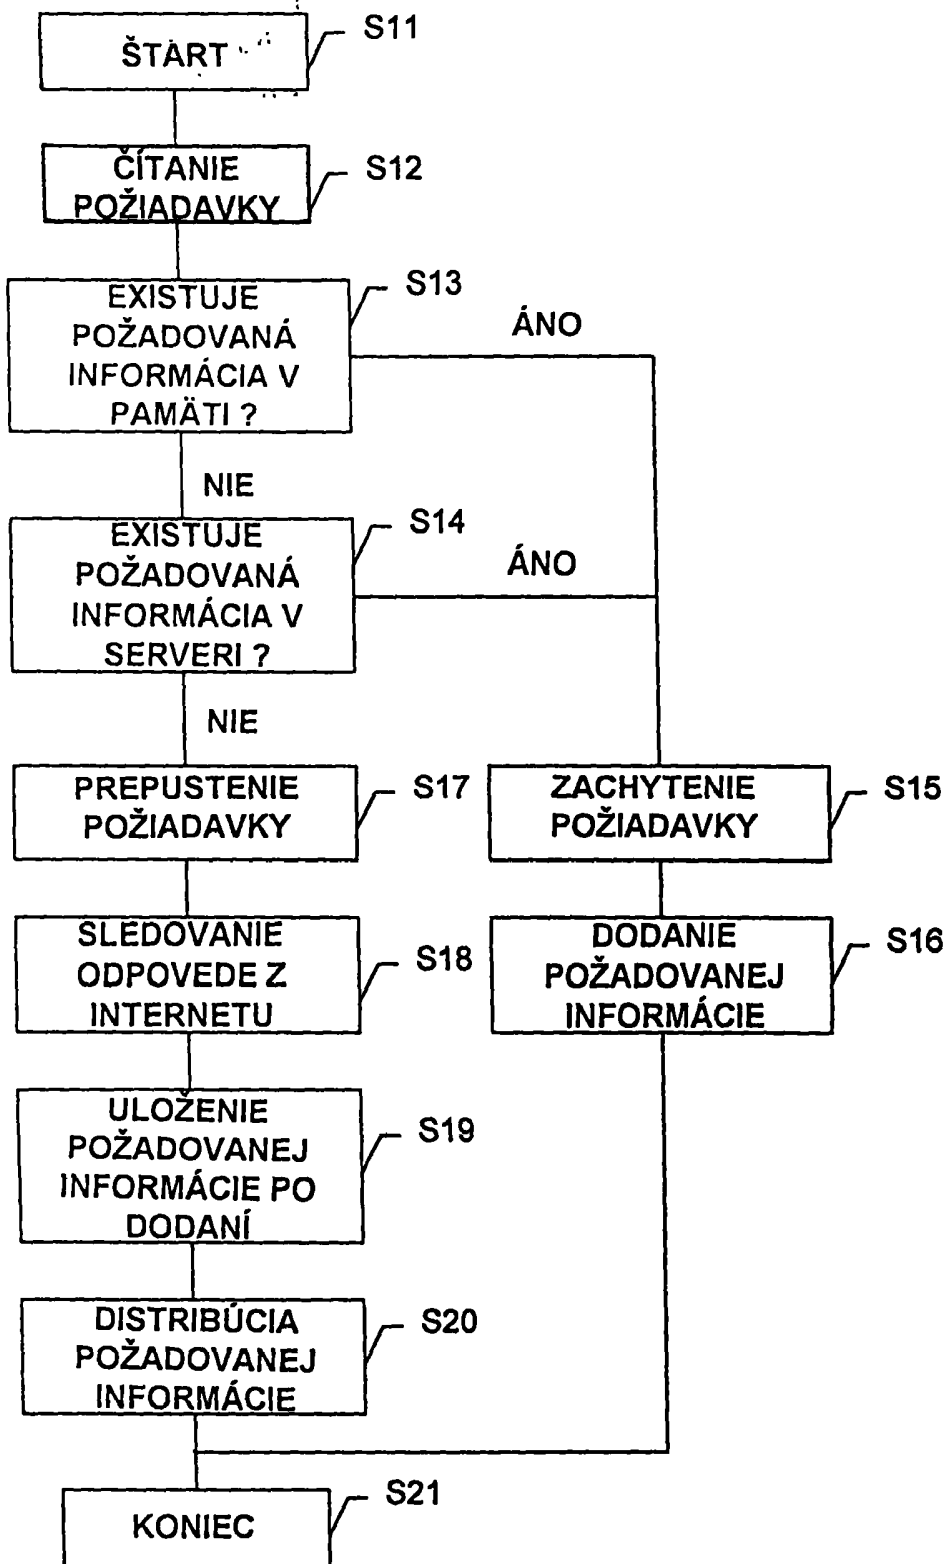 ŠTART
S11
ČÍTANIE
POŽIADAVKY
S12
EXISTUJE
POŽADOVANÁ
INFORMÁCIA V
PAMÄTI ?
S13
ÁNO
NIE
EXISTUJE
POŽADOVANÁ
INFORMÁCIA V
SERVERI ?
S14
ÁNO
NIE
PREPUSTENIE
POŽIADAVKY
S17
ZACHYTENIE
POŽIADAVKY
S15
SLEDOVANIE
ODPOVEDE Z
INTERNETU
S18
DODANIE
POŽADOVANEJ
INFORMÁCIE
S16
ULOŽENIE
POŽADOVANEJ
INFORMÁCIE PO
DODANÍ
S19
DISTRIBÚCIA
POŽADOVANEJ
INFORMÁCIE
S20
KONIEC
S21